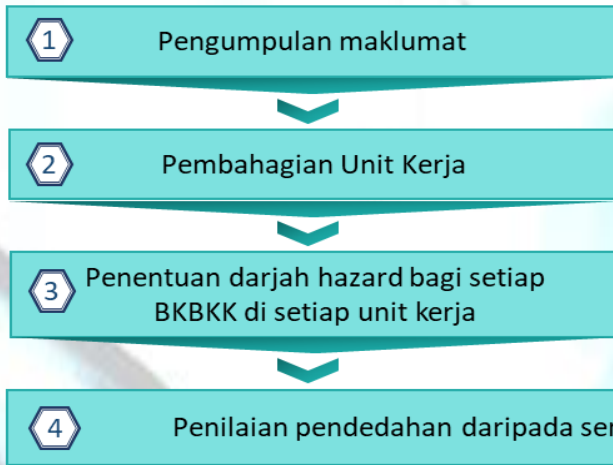 1 Pengumpulan maklumat
2 Pembahagian Unit Kerja
3 Penentuan darjah hazard bagi setiap
BKBKK di setiap unit kerja
4 Penilaian pendedahan daripada